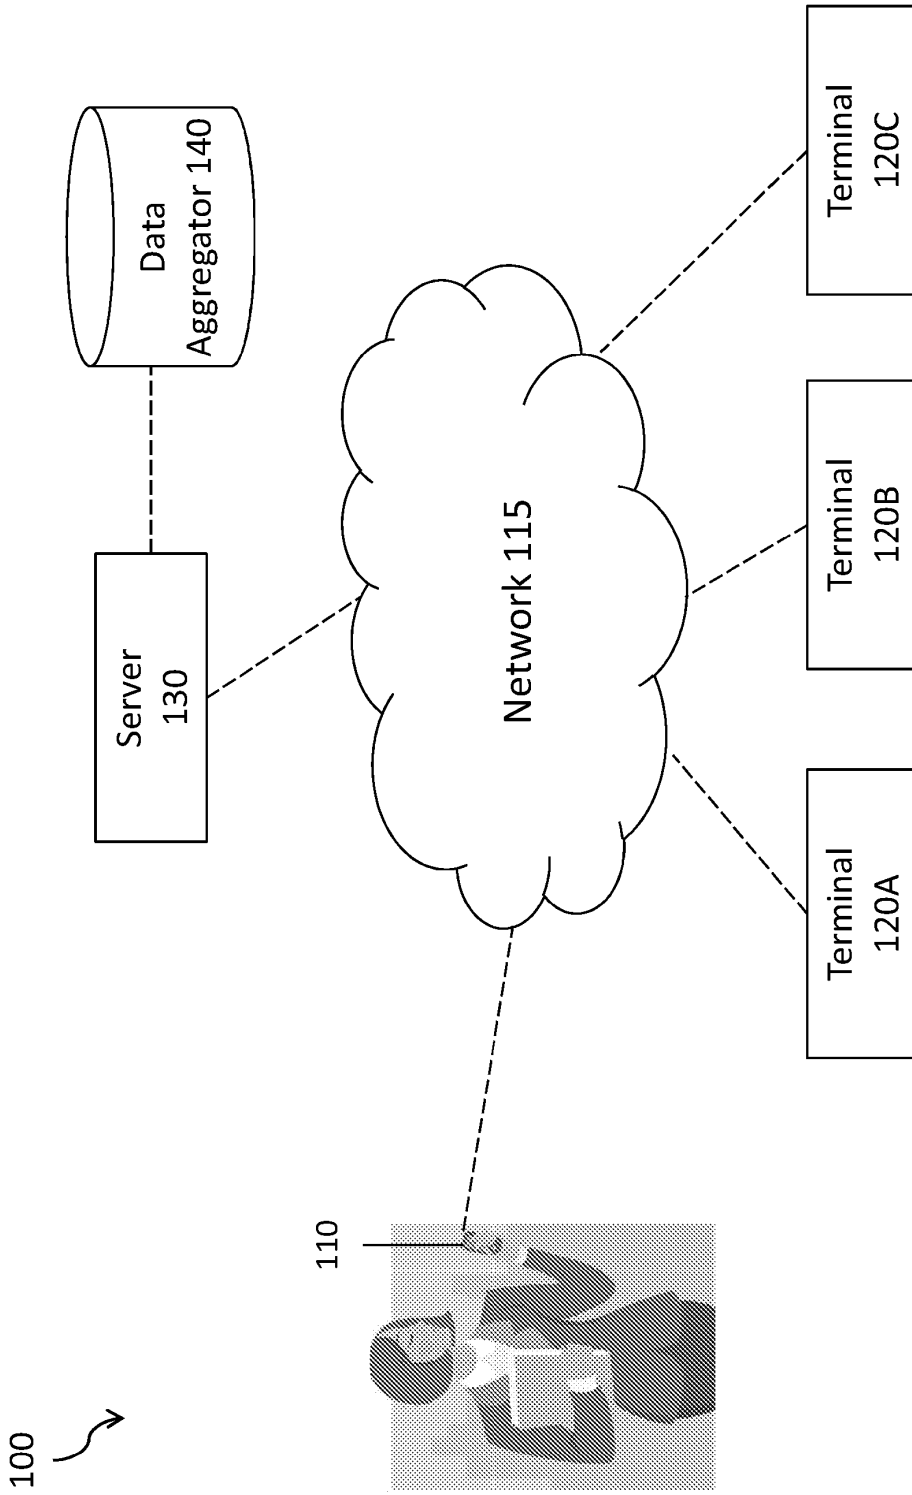 100
110
Server
130
Data
Aggregator 140
Network 115
Terminal
120A
Terminal
120B
Terminal
120C